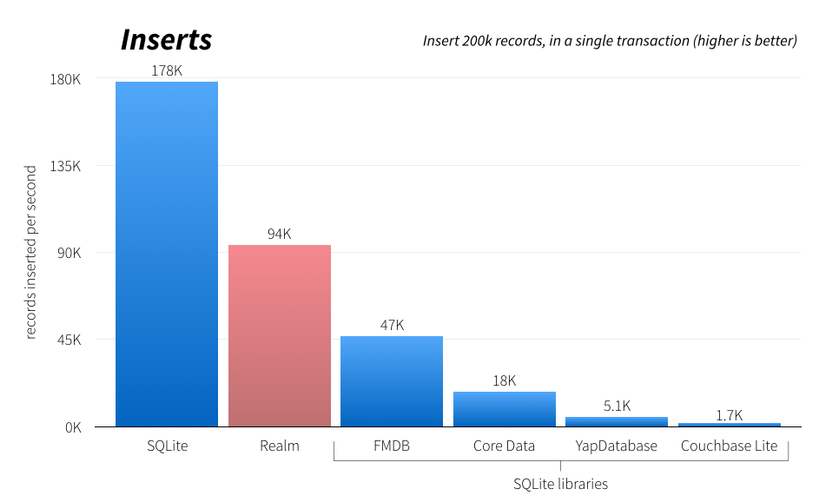 Inserts
Insert 200k records, in a single transaction (higher is better)
records inserted per second
180K
135K
90K
45K
0K
178K
94K
47K
18K
5.1K
1.7K
SQLite
Realm
FMDB
Core Data
YapDatabase
Couchbase Lite
SQLite libraries